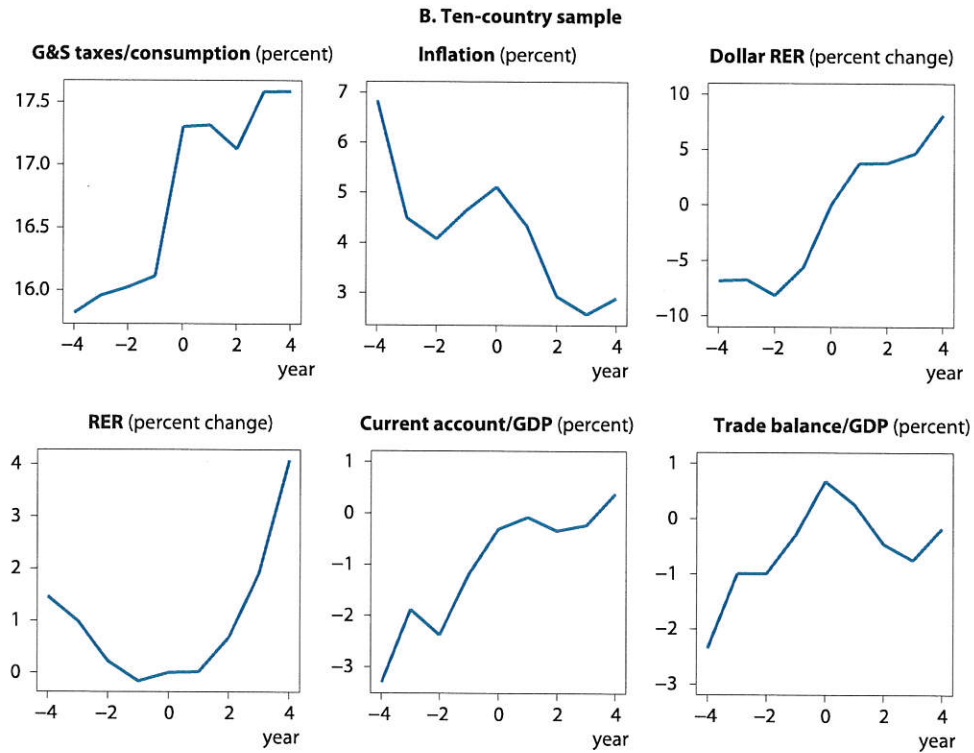 B. Ten-country sample
G&S taxes/consumption (percent)
17.5
17.0
16.5
16.0
−4 −2 0 2 4
year
Inflation (percent)
7
6
5
4
3
−4 −2 0 2 4
year
Dollar RER (percent change)
10
5
0
−5
−10
−4 −2 0 2 4
year
RER (percent change)
4
3
2
1
0
−4 −2 0 2 4
year
Current account/GDP (percent)
1
0
−1
−2
−3
−4 −2 0 2 4
year
Trade balance/GDP (percent)
1
0
−1
−2
−3
−4 −2 0 2 4
year